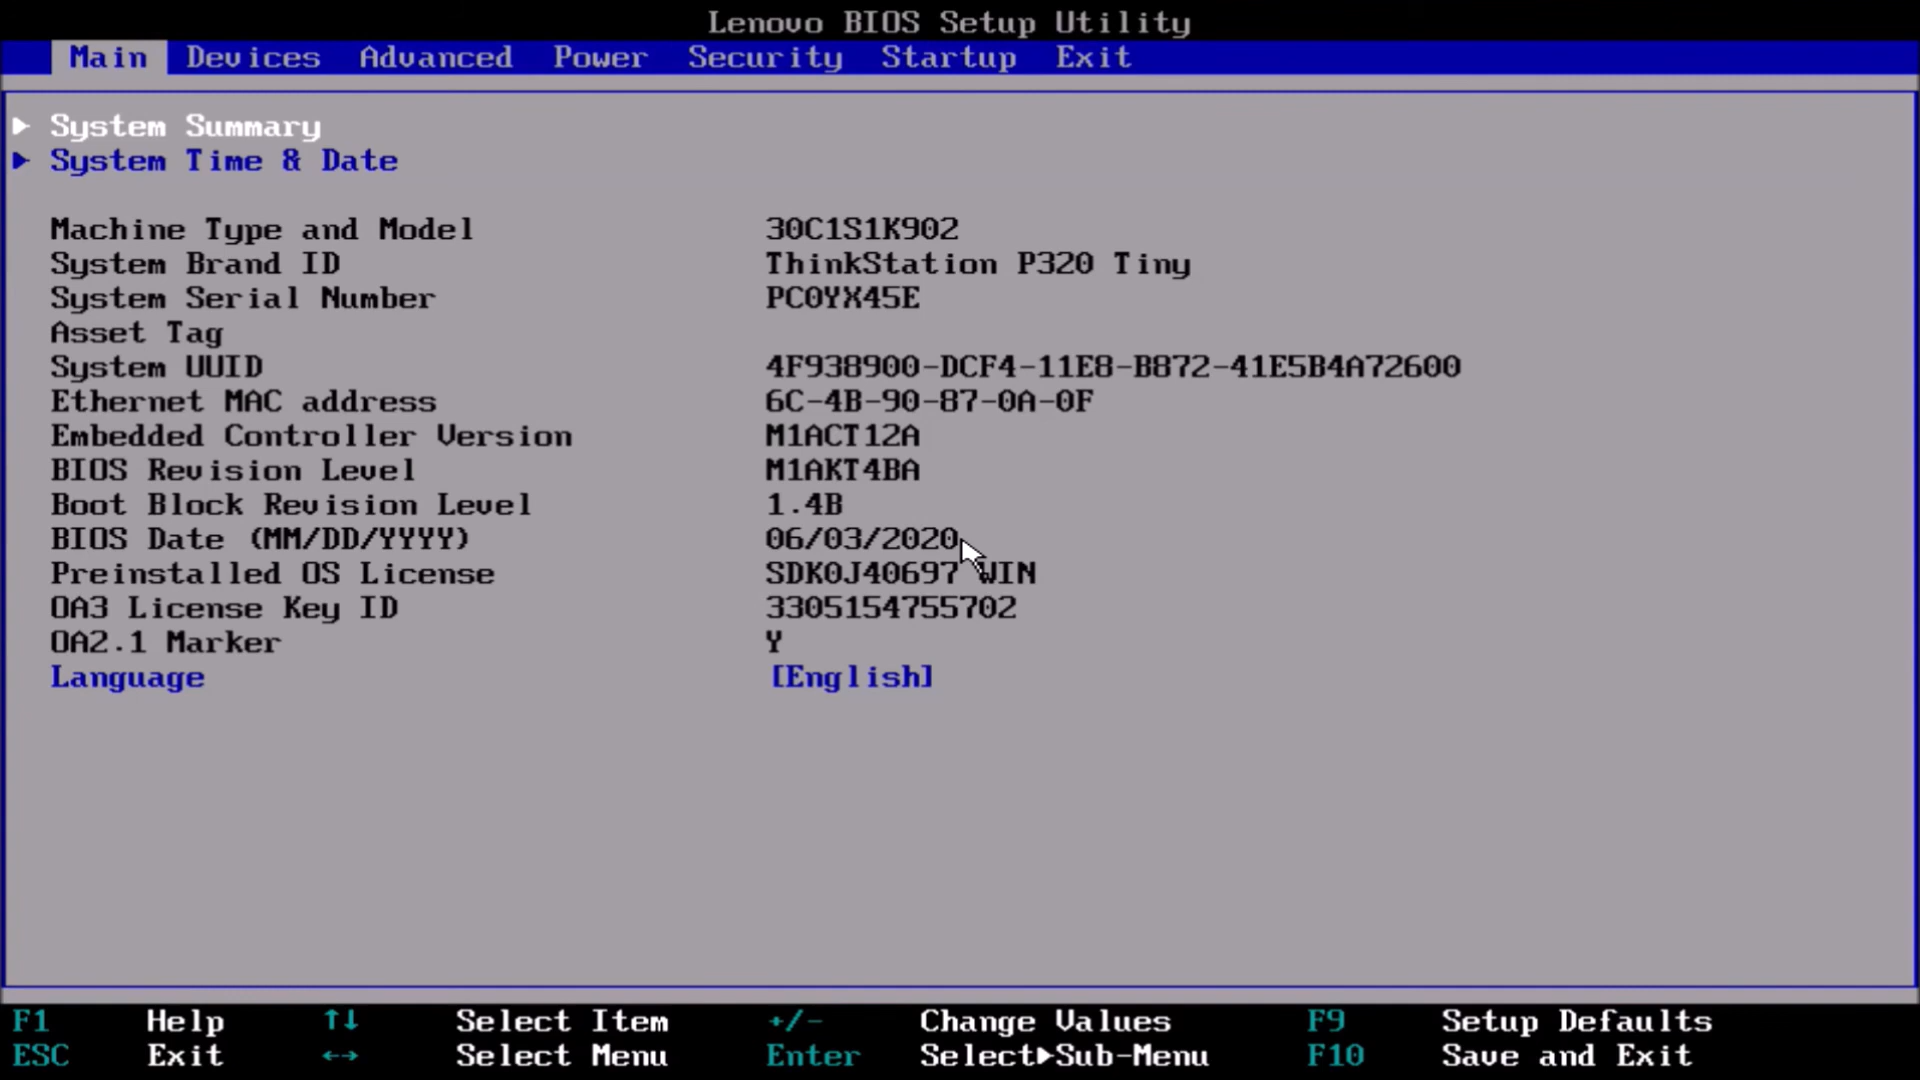 Lenovo BIOS Setup Utility
Main Devices Advanced Power Security Startup Exit
System Summary
System Time & Date
Machine Type and Model 30C1S1K902
System Brand ID ThinkStation P320 Tiny
System Serial Number PC0YX45E
Asset Tag
System UUID 4F938900-DCF4-11E8-B872-41E5B4A72600
Ethernet MAC address 6C-4B-90-87-0A-0F
Embedded Controller Version M1ACT12A
BIOS Revision Level M1AKT4BA
Boot Block Revision Level 1.4B
BIOS Date (MM/DD/YYYY) 06/03/2020
Preinstalled OS License SDK0J40697 WIN
OA3 License Key ID 3305154755702
OA2.1 Marker Y
Language [English]
F1 Help ↑↓ Select Item +/- Change Values F9 Setup Defaults
ESC Exit ←→ Select Menu Enter Select▶Sub-Menu F10 Save and Exit